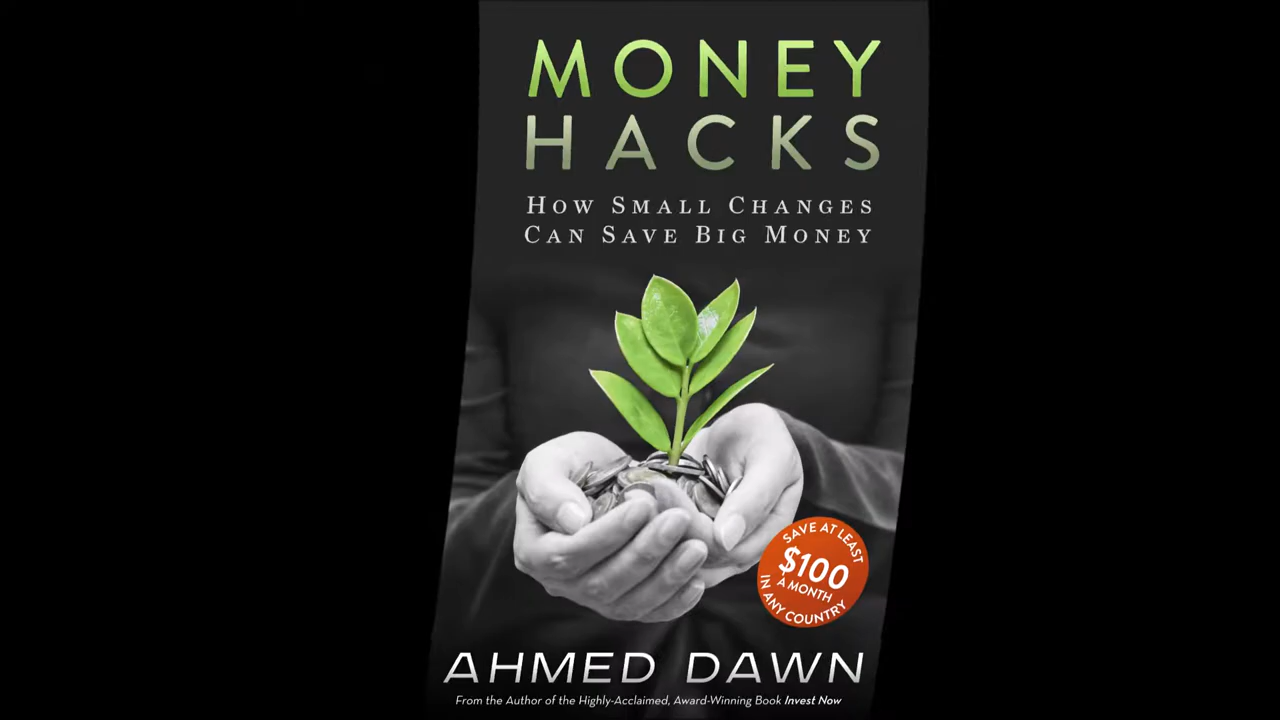 MONEY
HACKS
HOW SMALL CHANGES
CAN SAVE BIG MONEY
SAVE AT LEAST
$100
A MONTH
IN ANY COUNTRY
AHMED DAWN
From the Author of the Highly-Acclaimed, Award-Winning Book Invest Now